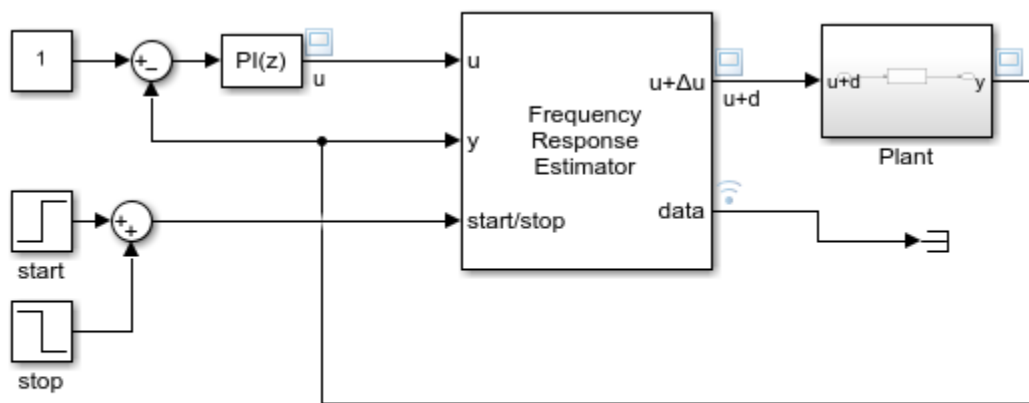 1
+
−
PI(z)
u
u
y
start/stop
Frequency
Response
Estimator
u+Δu
data
u+d
u+d
y
Plant
+
+
start
stop